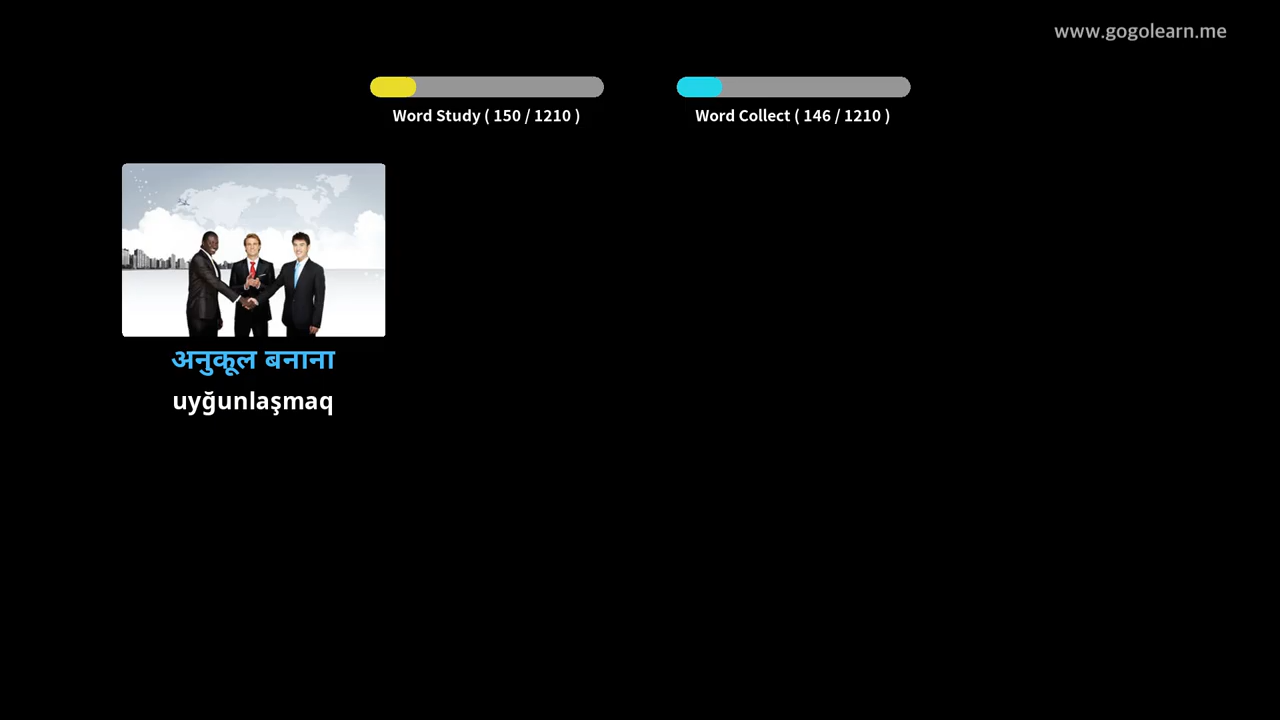 www.gogolearn.me
Word Study ( 150 / 1210 )
Word Collect ( 146 / 1210 )
अनुकूल बनाना
uyğunlaşmaq